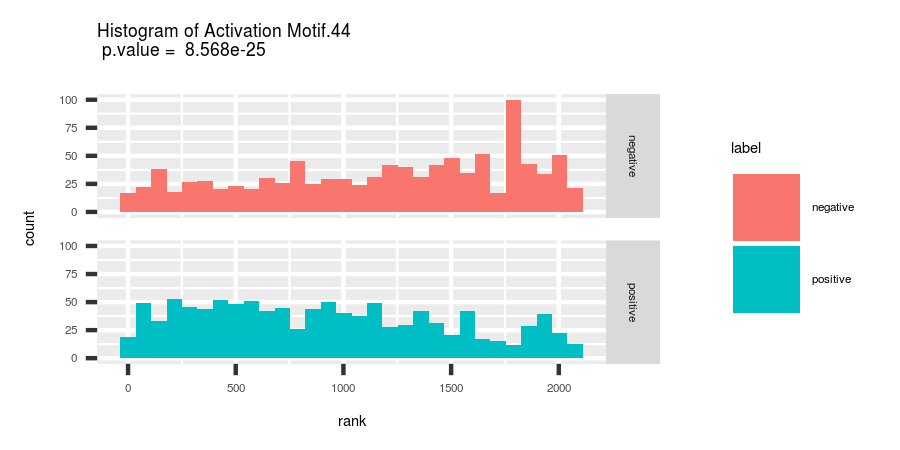 Histogram of Activation Motif.44
p.value = 8.568e-25
100
75
50
25
0
negative
100
75
50
25
0
positive
0 500 1000 1500 2000
rank
count
label
negative
positive